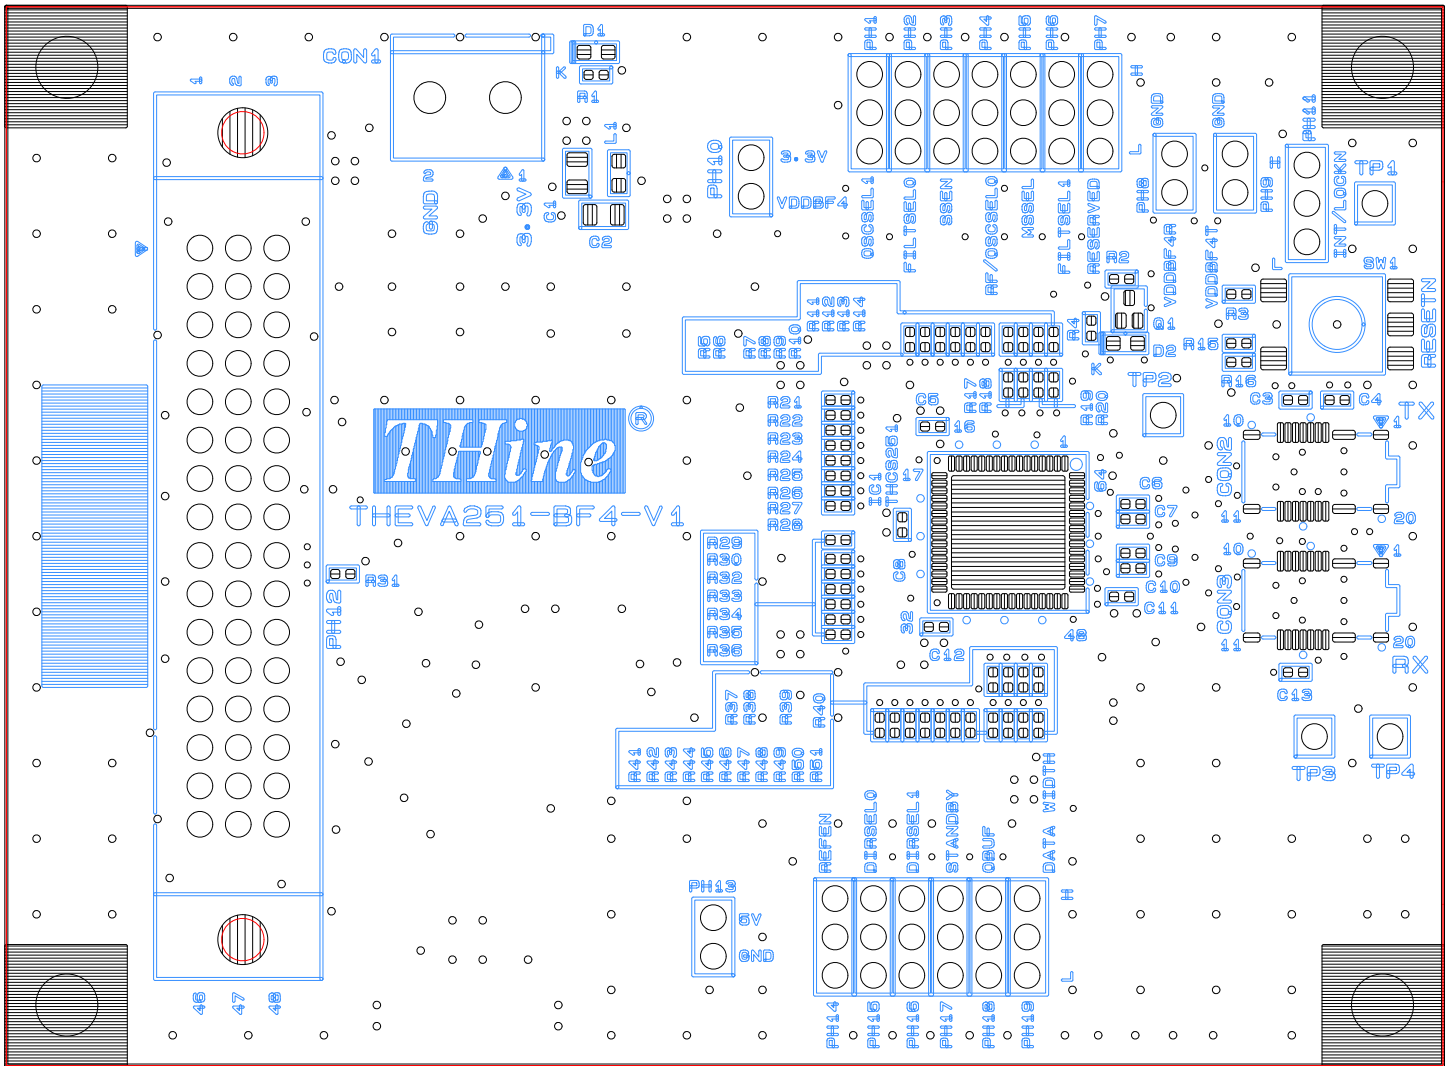 CON1
D1
K
R1
L1
C1
C2
2
GND
1
3.3V
1
2
3
PH10
3.3V
VDDBF4
PH1
PH2
PH3
PH4
PH5
PH6
PH7
H
L
OSCSEL1
FILTSEL0
SSEN
RF/OSCSEL0
MSSEL
FILTSEL1
RESERVED
GND
GND
PH8
PH9
VDDBF4R
VDDBF4T
PH11
H
INT/LOCKN
L
TP1
SW1
RESETN
R2
Q1
R4
D2
K
R3
R15
R16
TP2
R5
R6
R7
R8
R9
R10
R11
R12
R13
R14
R17
R18
R19
R20
R21
R22
R23
R24
R25
R26
R27
R28
C5
16
1
IC1
THCS251
17
64
C6
C7
C8
C9
C10
C11
32
48
C12
C3
C4
TX
10
1
CON2
11
20
10
1
CON3
11
20
RX
C13
TP3
TP4
THine®
THEVA251-BF4-V1
R31
PH12
R29
R30
R32
R33
R34
R35
R36
R37
R38
R39
R40
R41
R42
R43
R44
R45
R46
R47
R48
R49
R50
R51
REFEN
DIRSEL0
DIRSEL1
STANDBY
OBUF
DATA WIDTH
PH13
5V
GND
H
L
PH14
PH15
PH16
PH17
PH18
PH19
46
47
48